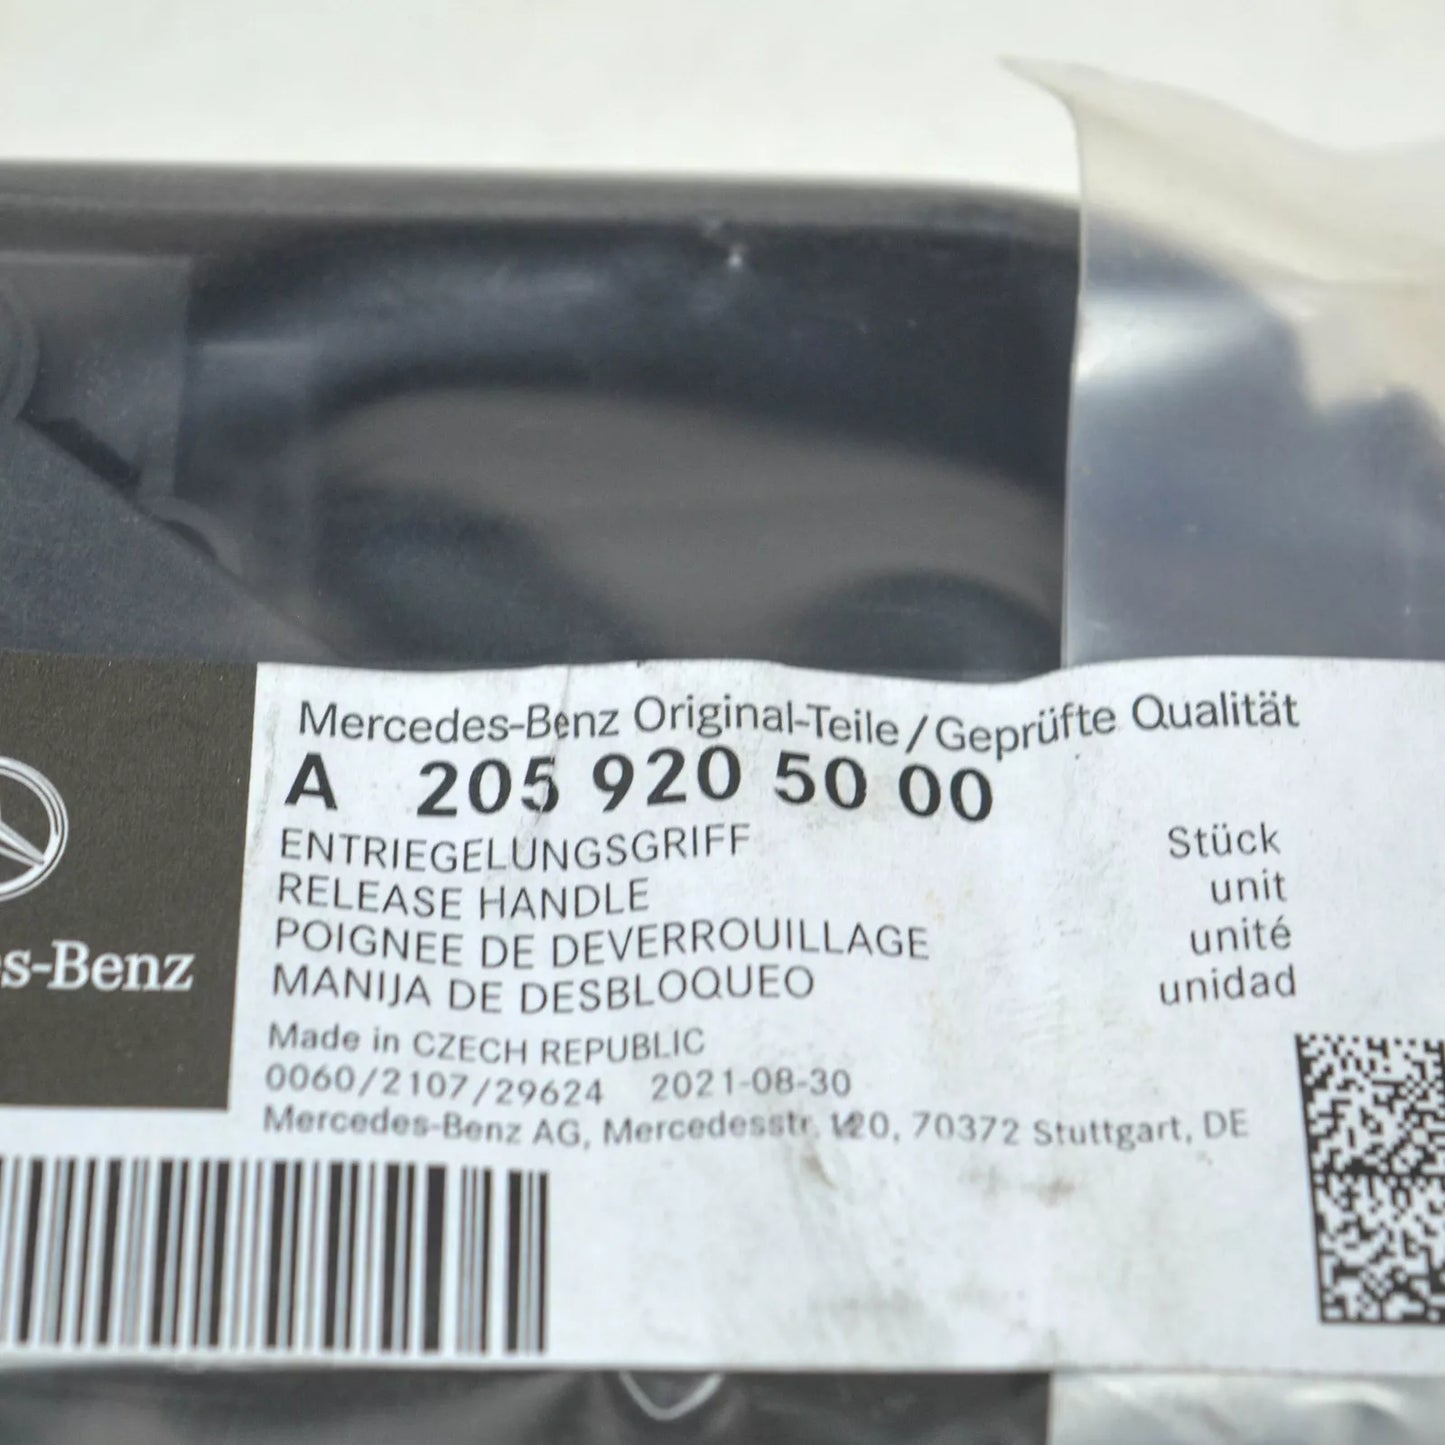 Mercedes-Benz Original-Teile/Geprüfte Qualität
A 205 920 50 00
ENTRIEGELUNGSGRIFF Stück
RELEASE HANDLE unit
POIGNEE DE DEVERROUILLAGE unité
MANIJA DE DESBLOQUEO unidad
es-Benz
Made in CZECH REPUBLIC
0060/2107/29624 2021-08-30
Mercedes-Benz AG, Mercedesstr. 120, 70372 Stuttgart, DE